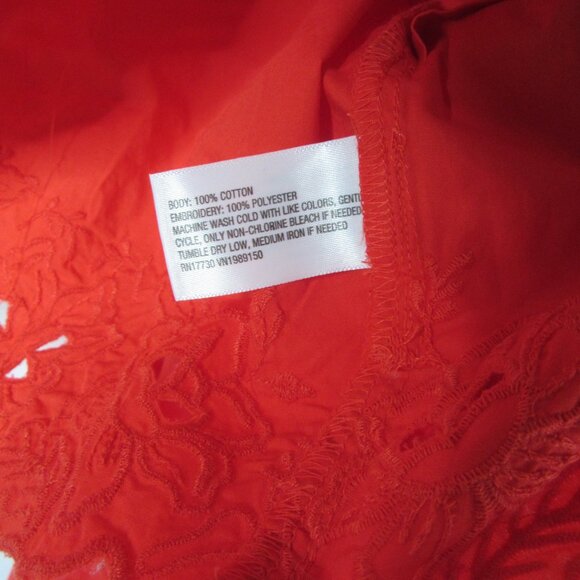 BODY: 100% COTTON
EMBROIDERY: 100% POLYESTER
MACHINE WASH COLD WITH LIKE COLORS, GENTL
CYCLE, ONLY NON-CHLORINE BLEACH IF NEEDED
TUMBLE DRY LOW, MEDIUM IRON IF NEEDED
RN17730 VN1989150